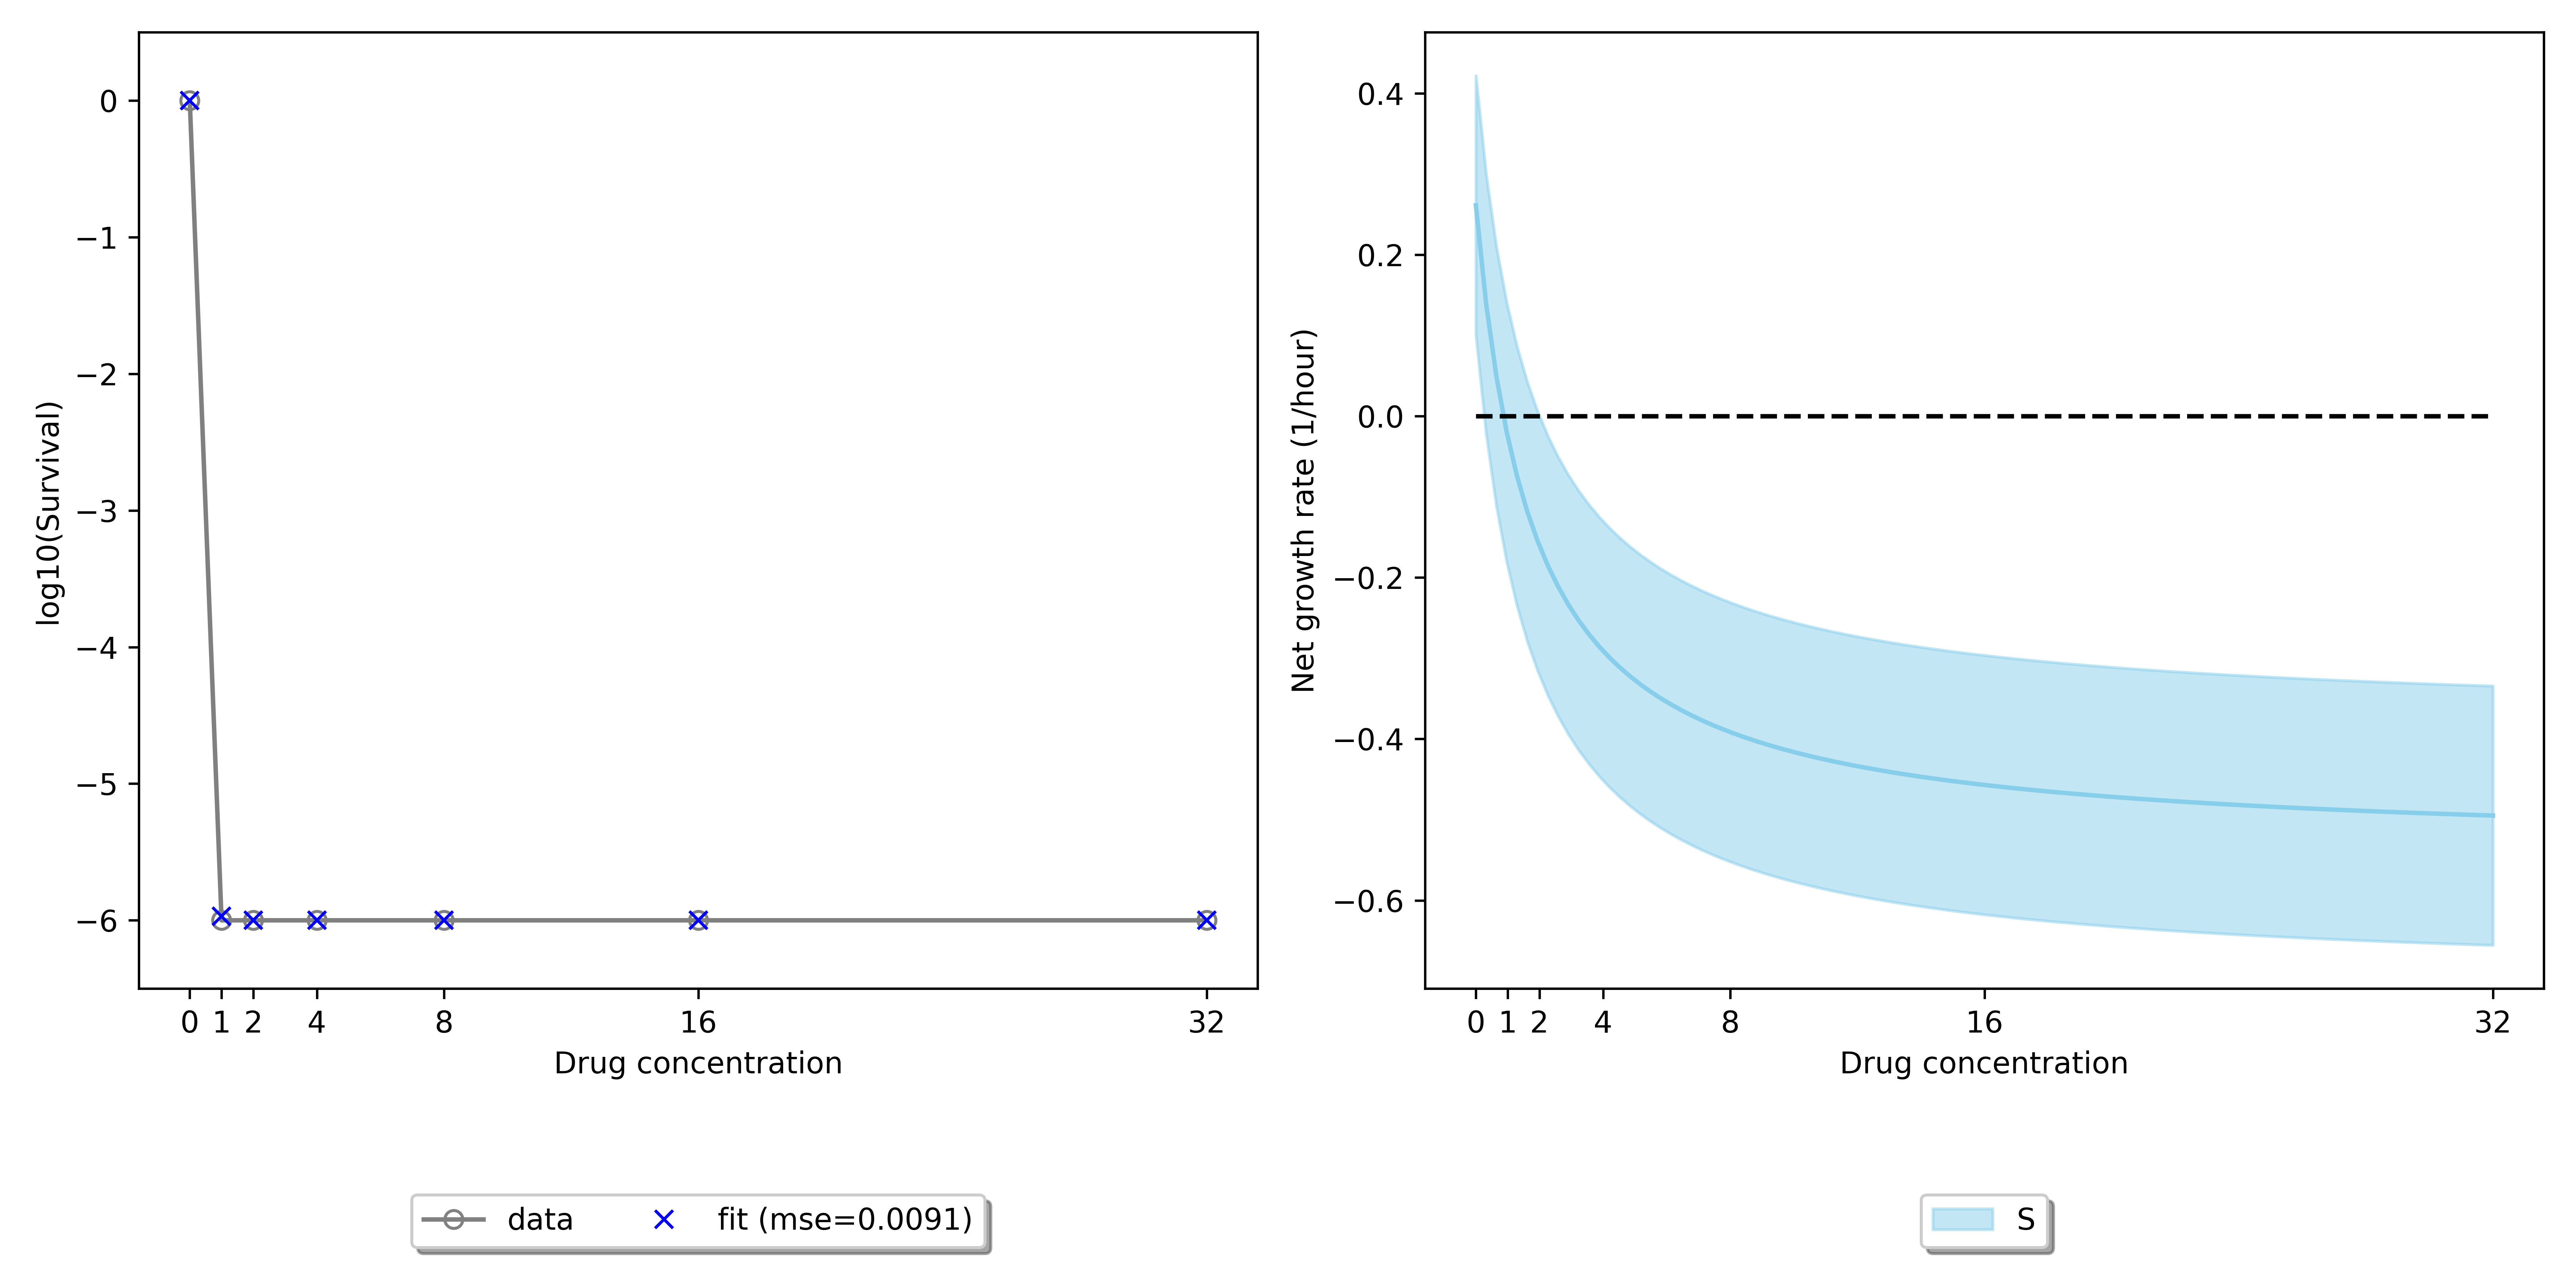 0
−1
−2
−3
−4
−5
−6
log10(Survival)
0 1 2 4 8 16 32
Drug concentration
data fit (mse=0.0091)
0.4
0.2
0.0
−0.2
−0.4
−0.6
Net growth rate (1/hour)
0 1 2 4 8 16 32
Drug concentration
S